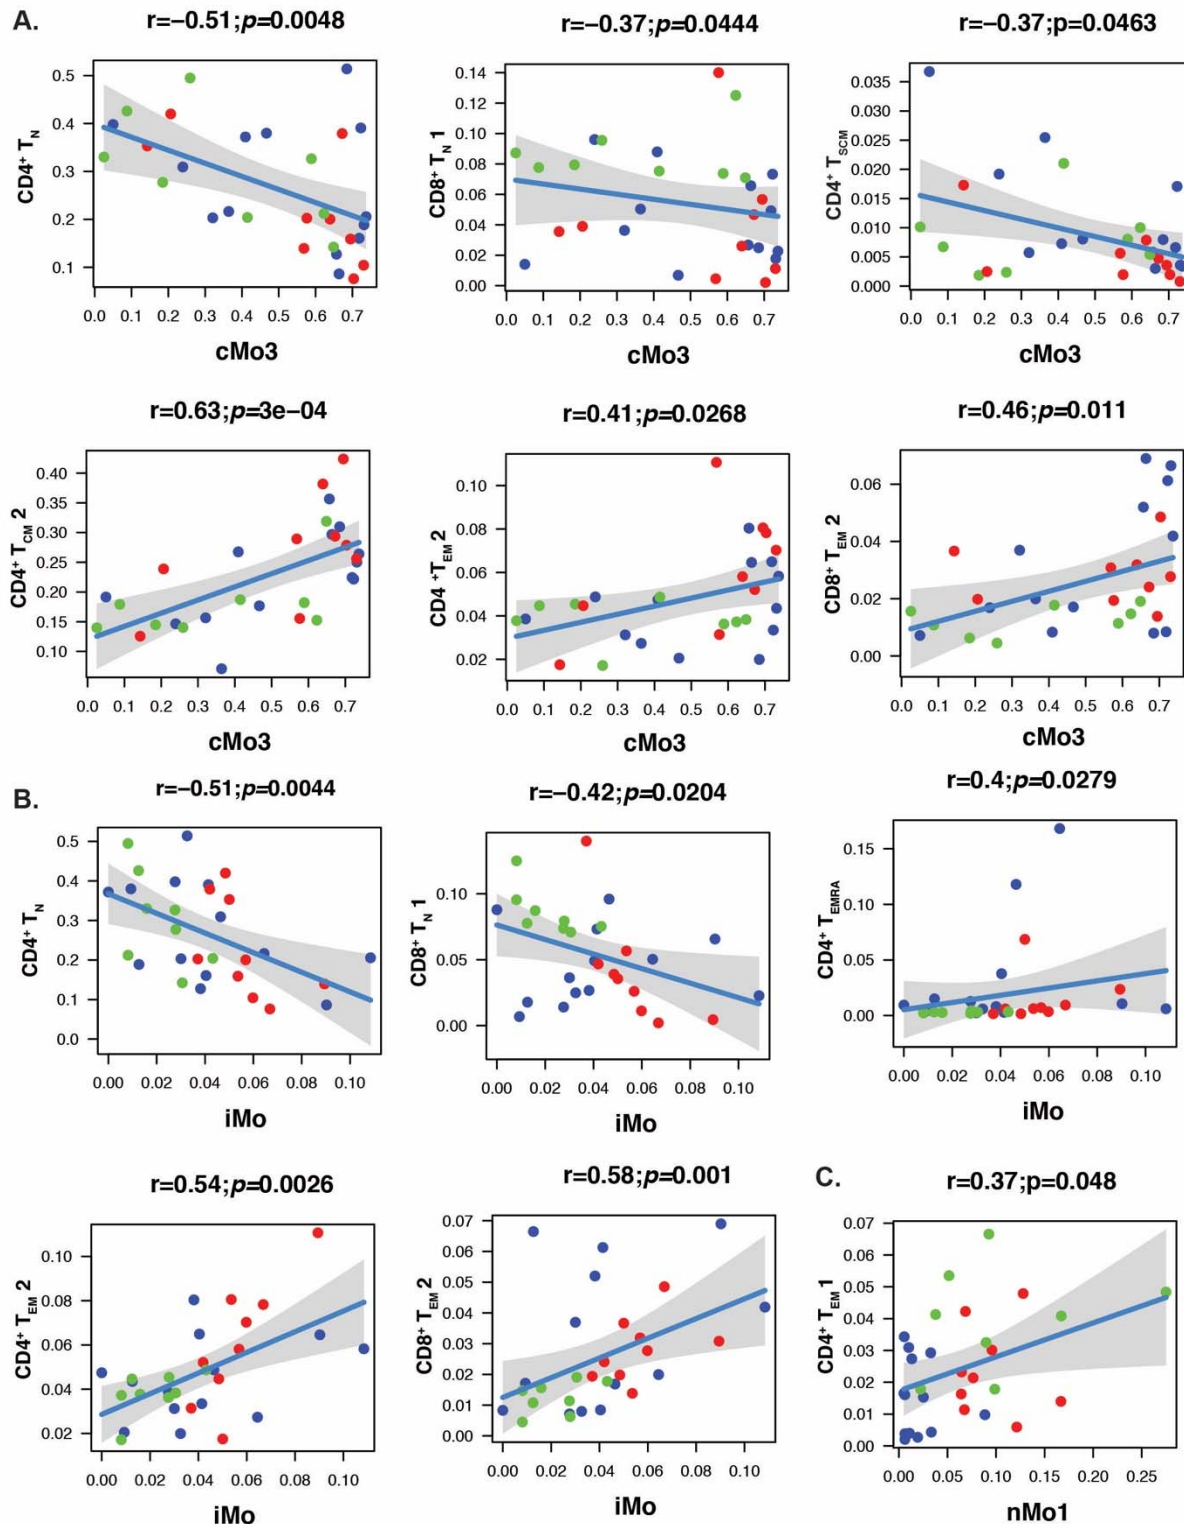 A.
r=−0.51;p=0.0048
r=−0.37;p=0.0444
r=−0.37;p=0.0463
CD4⁺ T_N
0.5
0.4
0.3
0.2
0.1
0.0 0.1 0.2 0.3 0.4 0.5 0.6 0.7
cMo3
CD8⁺ T_N 1
0.14
0.12
0.10
0.08
0.06
0.04
0.02
0.00
0.0 0.1 0.2 0.3 0.4 0.5 0.6 0.7
cMo3
CD4⁺ T_SCM
0.035
0.030
0.025
0.020
0.015
0.010
0.005
0.000
0.0 0.1 0.2 0.3 0.4 0.5 0.6 0.7
cMo3
r=0.63;p=3e−04
r=0.41;p=0.0268
r=0.46;p=0.011
CD4⁺ T_CM 2
0.40
0.35
0.30
0.25
0.20
0.15
0.10
0.0 0.1 0.2 0.3 0.4 0.5 0.6 0.7
cMo3
CD4 ⁺T_EM 2
0.10
0.08
0.06
0.04
0.02
0.0 0.1 0.2 0.3 0.4 0.5 0.6 0.7
cMo3
CD8⁺ T_EM 2
0.06
0.04
0.02
0.00
0.0 0.1 0.2 0.3 0.4 0.5 0.6 0.7
cMo3
B.
r=−0.51;p=0.0044
r=−0.42;p=0.0204
r=0.4;p=0.0279
CD4⁺ T_N
0.5
0.4
0.3
0.2
0.1
0.0
0.00 0.02 0.04 0.06 0.08 0.10
iMo
CD8⁺ T_N 1
0.10
0.05
0.00
0.00 0.02 0.04 0.06 0.08 0.10
iMo
CD4⁺ T_EMRA
0.15
0.10
0.05
0.00
0.00 0.02 0.04 0.06 0.08 0.10
iMo
r=0.54;p=0.0026
r=0.58;p=0.001
C.
r=0.37;p=0.048
CD4⁺ T_EM 2
0.10
0.08
0.06
0.04
0.02
0.00 0.02 0.04 0.06 0.08 0.10
iMo
CD8⁺ T_EM 2
0.07
0.06
0.05
0.04
0.03
0.02
0.01
0.00
0.00 0.02 0.04 0.06 0.08 0.10
iMo
CD4⁺ T_EM 1
0.07
0.06
0.05
0.04
0.03
0.02
0.01
0.00
0.00 0.05 0.10 0.15 0.20 0.25
nMo1